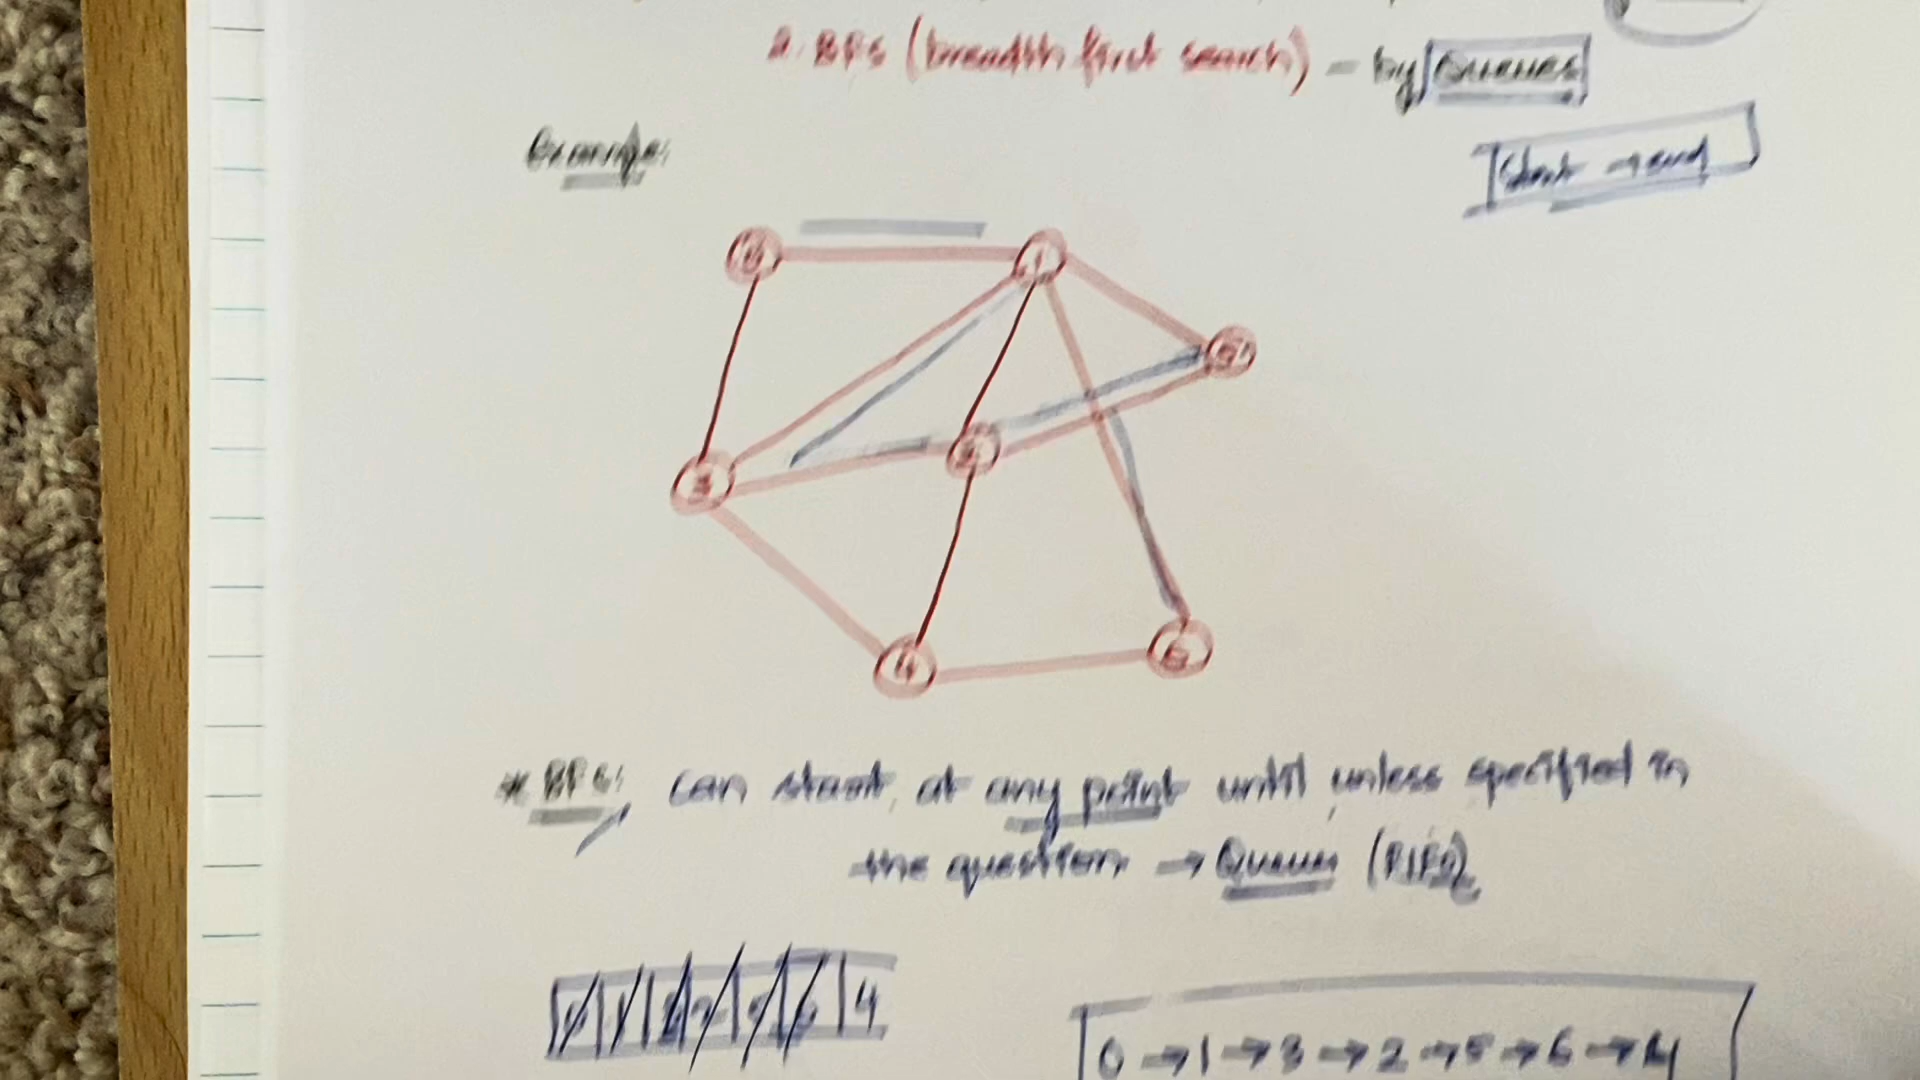 2. BFS (breadth first search) – by Queues
Start → end
Example:
0 1
5
3 2
4 6
* BFS: can start at any point until unless specified in
the question → Queue (FIFO)
0 1 3 2 5 6 4
0 → 1 → 3 → 2 → 5 → 6 → 4